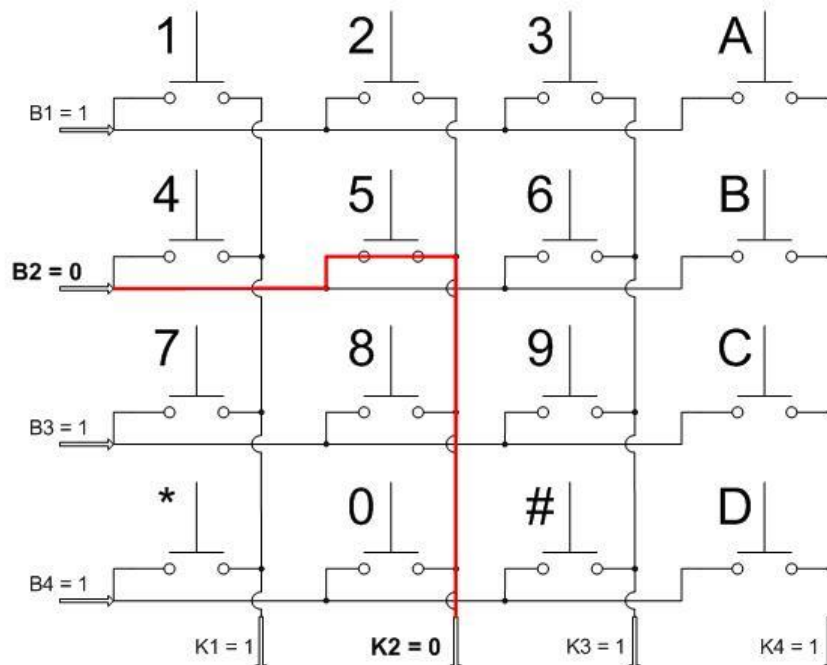 1 2 3 A
B1 = 1
4 5 6 B
B2 = 0
7 8 9 C
B3 = 1
* 0 # D
B4 = 1
K1 = 1 K2 = 0 K3 = 1 K4 = 1